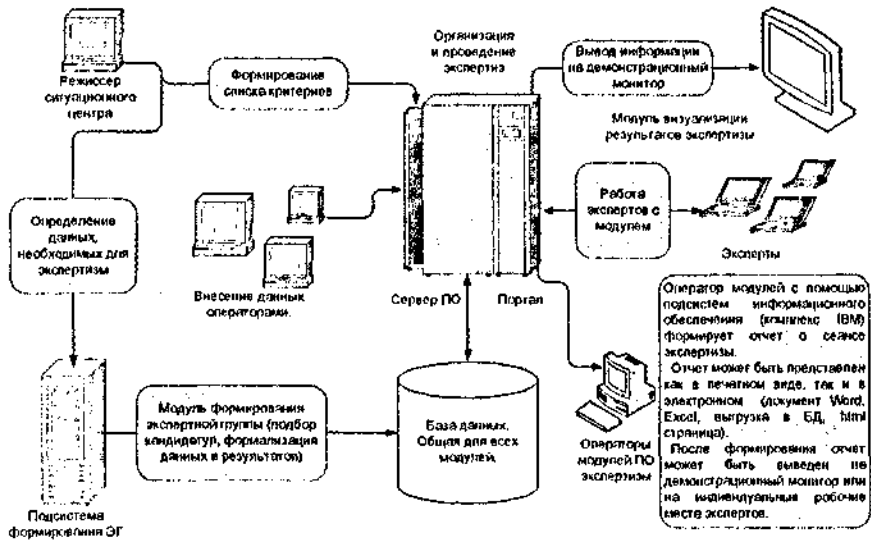 Режиссер
ситуационного
центра
Формирование
списка критериев
Организация
и проведение
экспертиз
Вывод информации
на демонстрационный
монитор
Модуль визуализации
результатов экспертизы
Определение
данных,
необходимых для
экспертизы
Внесение данных
операторами.
Сервер ПО
Портал
Работа
экспертов с
модулем
Эксперты
Подсистема
формирования ЭГ
Модуль формирования
экспертной группы (подбор
кандидатур, формализация
данных и результатов)
База данных.
Общая для всех
модулей.
Операторы
модулей ПО
экспертизы
Оператор модулей с помощью
подсистем информационного
обеспечения (комплекс IBM)
формирует отчет о сеансе
экспертизы.
Отчет может быть представлен
как в печатном виде, так и в
электронном (документ Word,
Excel, выгрузка в БД, html
страница).
После формирования отчет
может быть выведен на
демонстрационный монитор или
на индивидуальные рабочие
места экспертов.